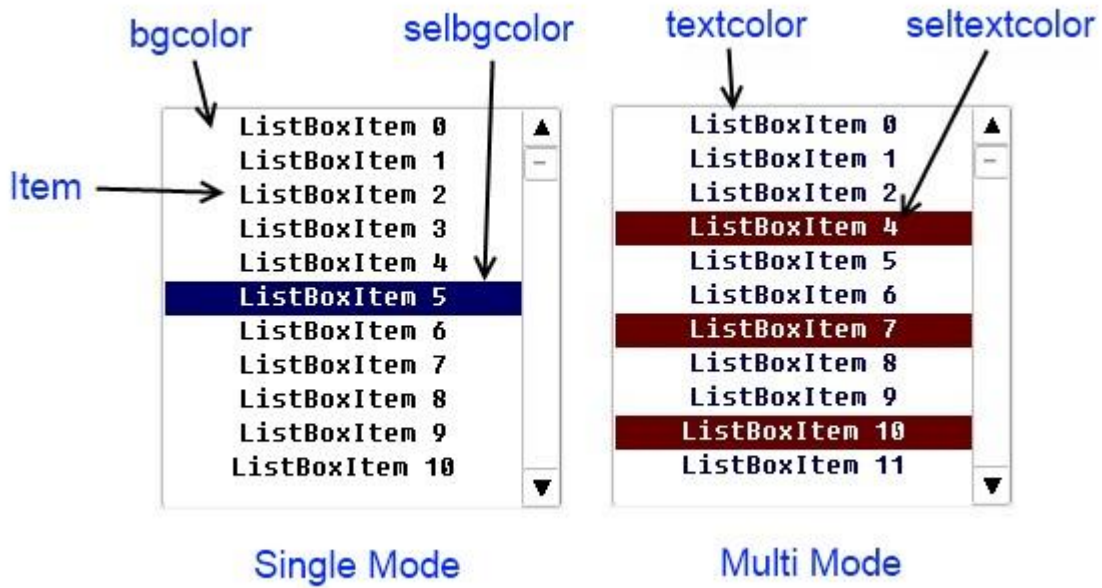 bgcolor
selbgcolor
textcolor
seltextcolor
Item
ListBoxItem 0
ListBoxItem 1
ListBoxItem 2
ListBoxItem 3
ListBoxItem 4
ListBoxItem 5
ListBoxItem 6
ListBoxItem 7
ListBoxItem 8
ListBoxItem 9
ListBoxItem 10
ListBoxItem 0
ListBoxItem 1
ListBoxItem 2
ListBoxItem 4
ListBoxItem 5
ListBoxItem 6
ListBoxItem 7
ListBoxItem 8
ListBoxItem 9
ListBoxItem 10
ListBoxItem 11
Single Mode
Multi Mode